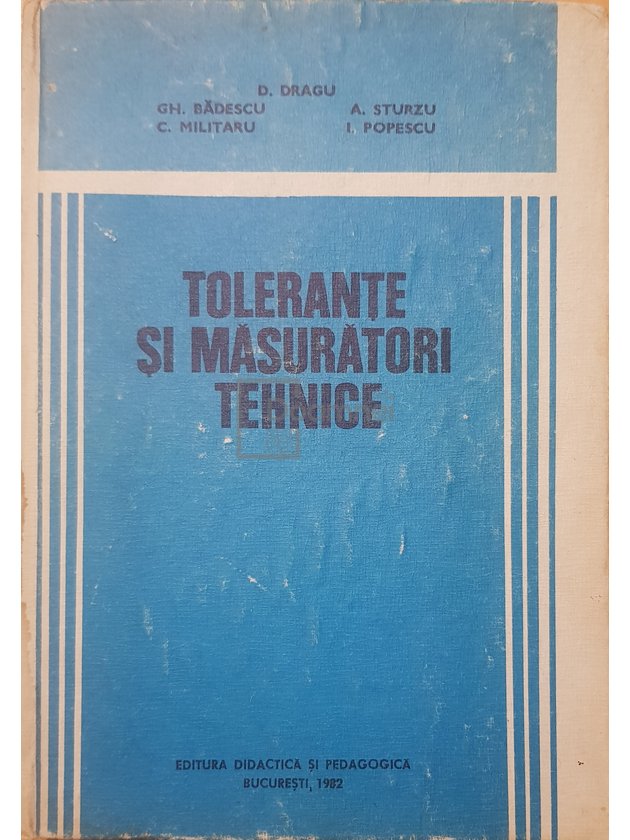 D. DRAGU
GH. BĂDESCU A. STURZU
C. MILITARU I. POPESCU
TOLERANȚE
ȘI MĂSURĂTORI
TEHNICE
EDITURA DIDACTICĂ ȘI PEDAGOGICĂ
BUCUREȘTI, 1982